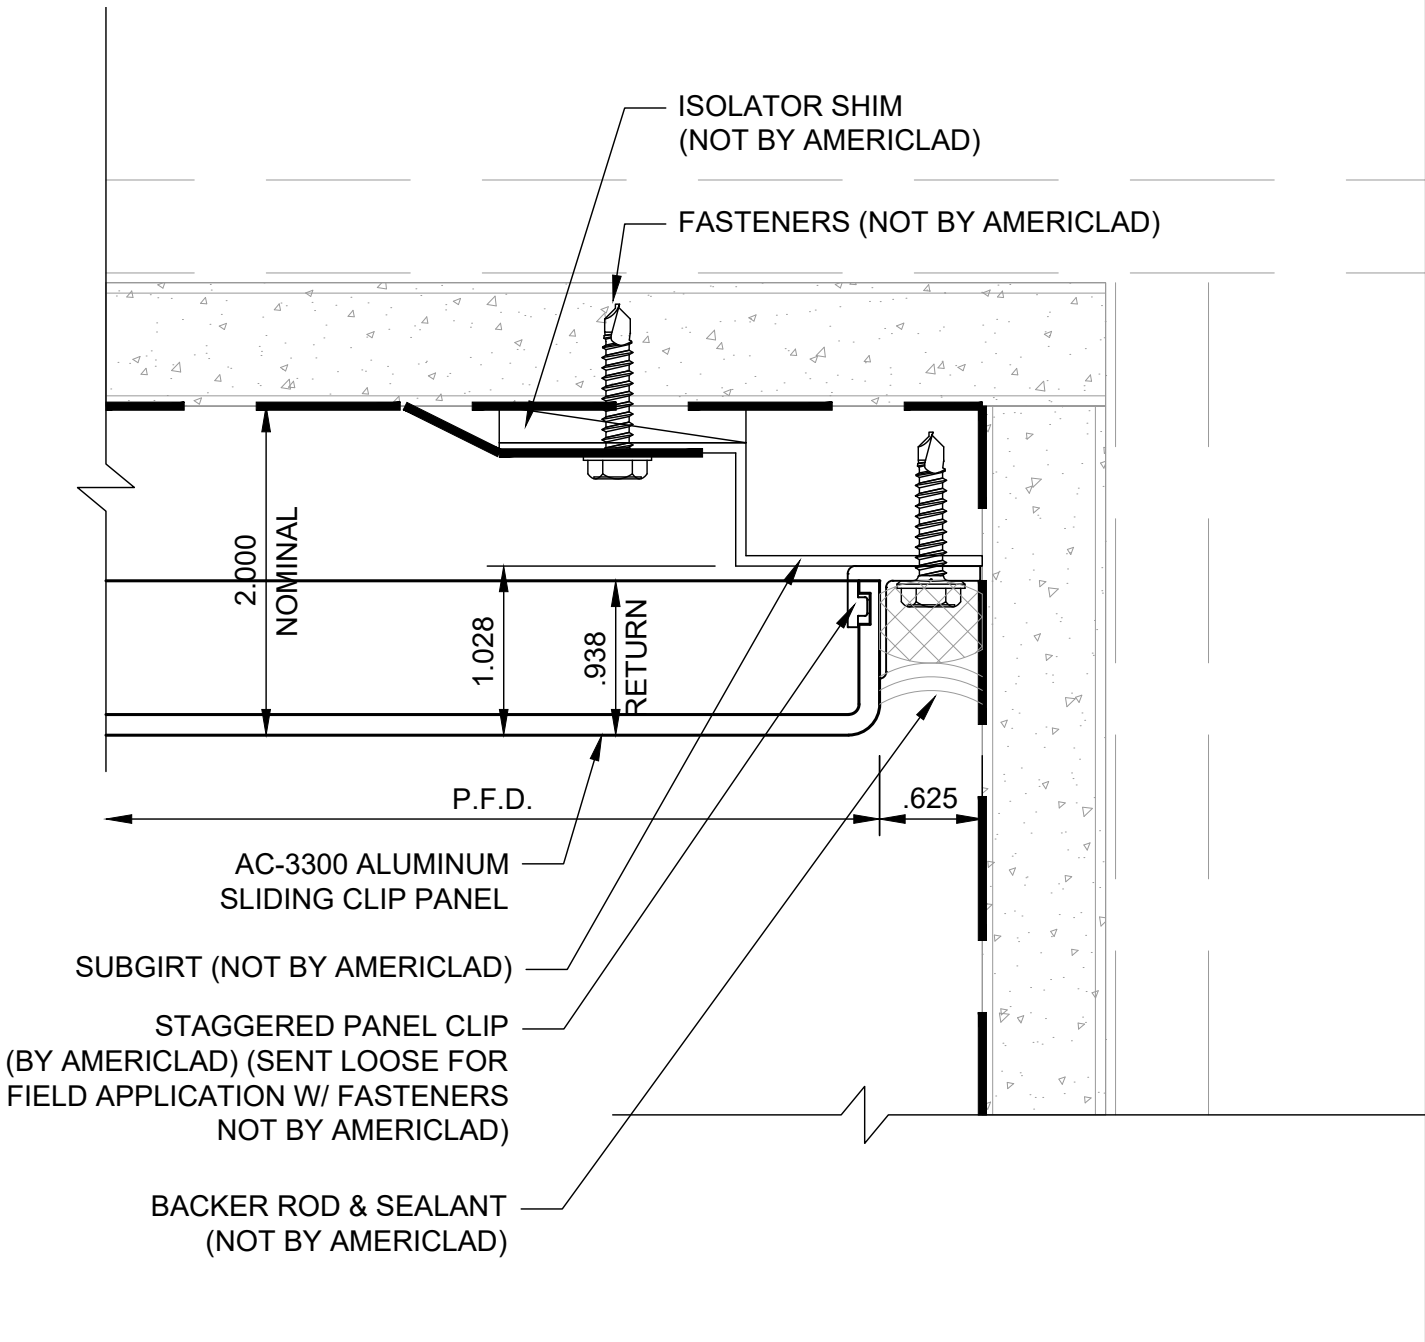 ISOLATOR SHIM
(NOT BY AMERICLAD)
FASTENERS (NOT BY AMERICLAD)
2.000
NOMINAL
1.028
.938
RETURN
P.F.D.
.625
AC-3300 ALUMINUM
SLIDING CLIP PANEL
SUBGIRT (NOT BY AMERICLAD)
STAGGERED PANEL CLIP
(BY AMERICLAD) (SENT LOOSE FOR
FIELD APPLICATION W/ FASTENERS
NOT BY AMERICLAD)
BACKER ROD & SEALANT
(NOT BY AMERICLAD)